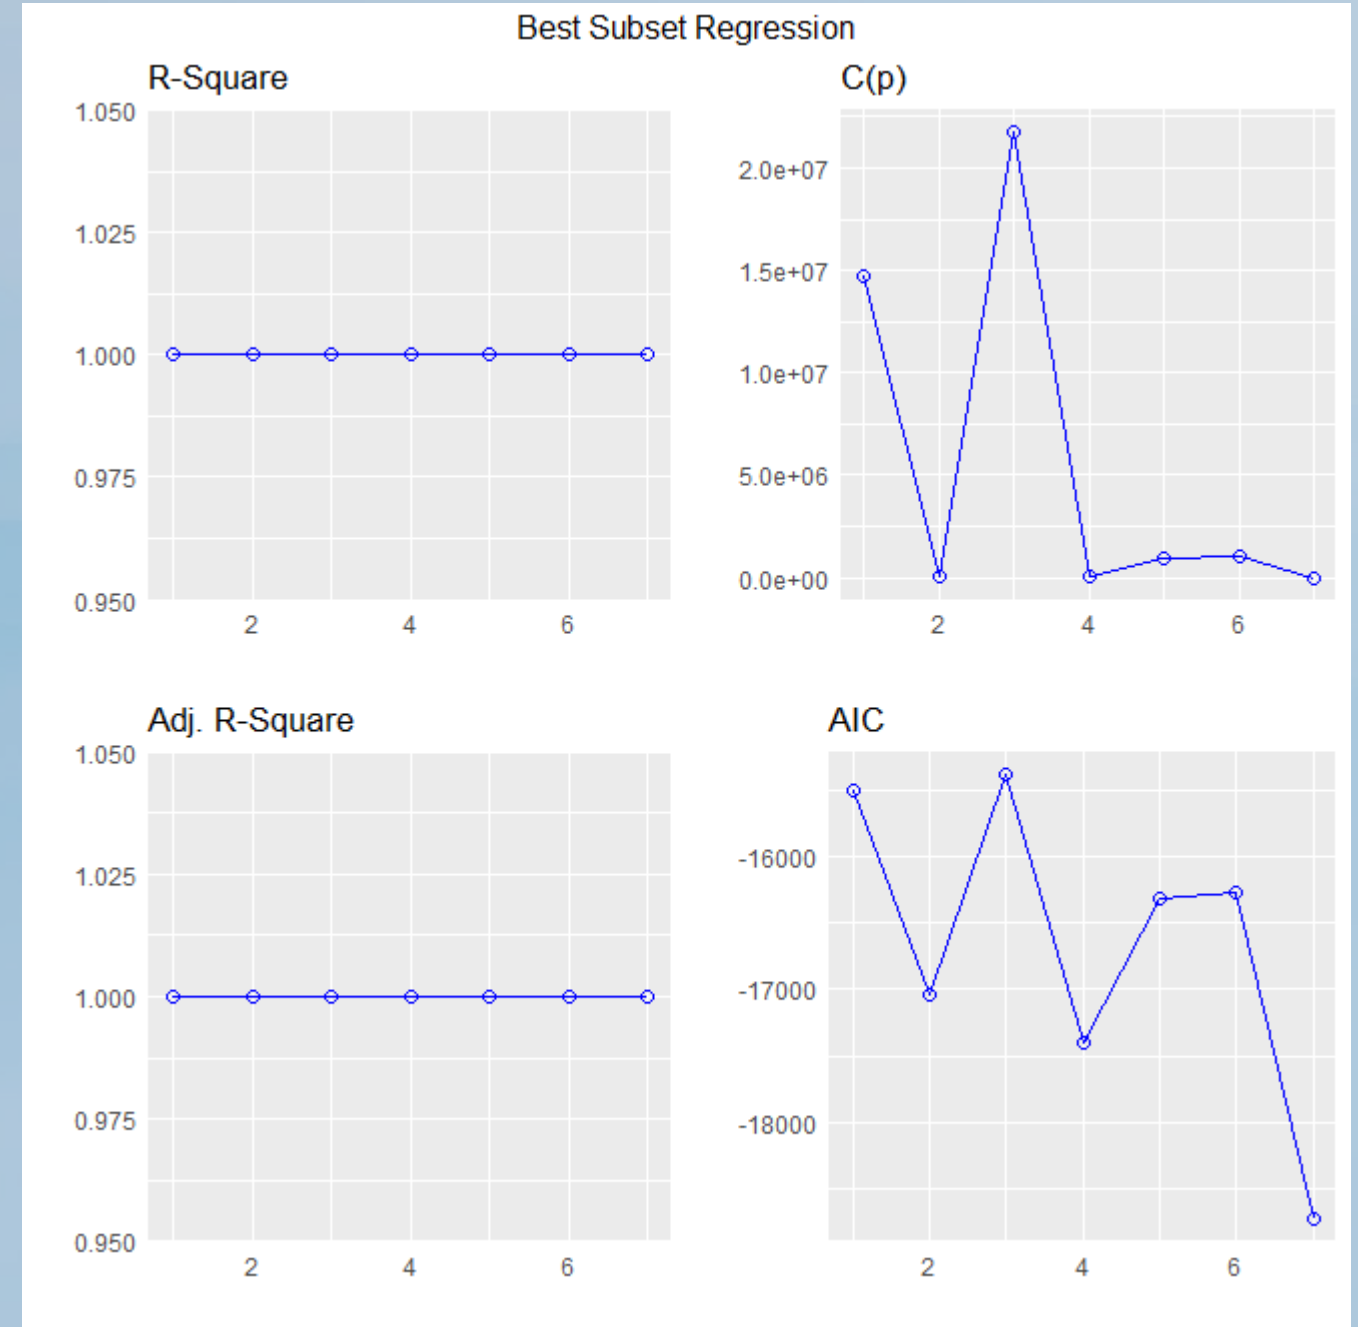 Best Subset Regression
R-Square
1.050
1.025
1.000
0.975
0.950
2 4 6
C(p)
2.0e+07
1.5e+07
1.0e+07
5.0e+06
0.0e+00
2 4 6
Adj. R-Square
1.050
1.025
1.000
0.975
0.950
2 4 6
AIC
-16000
-17000
-18000
2 4 6